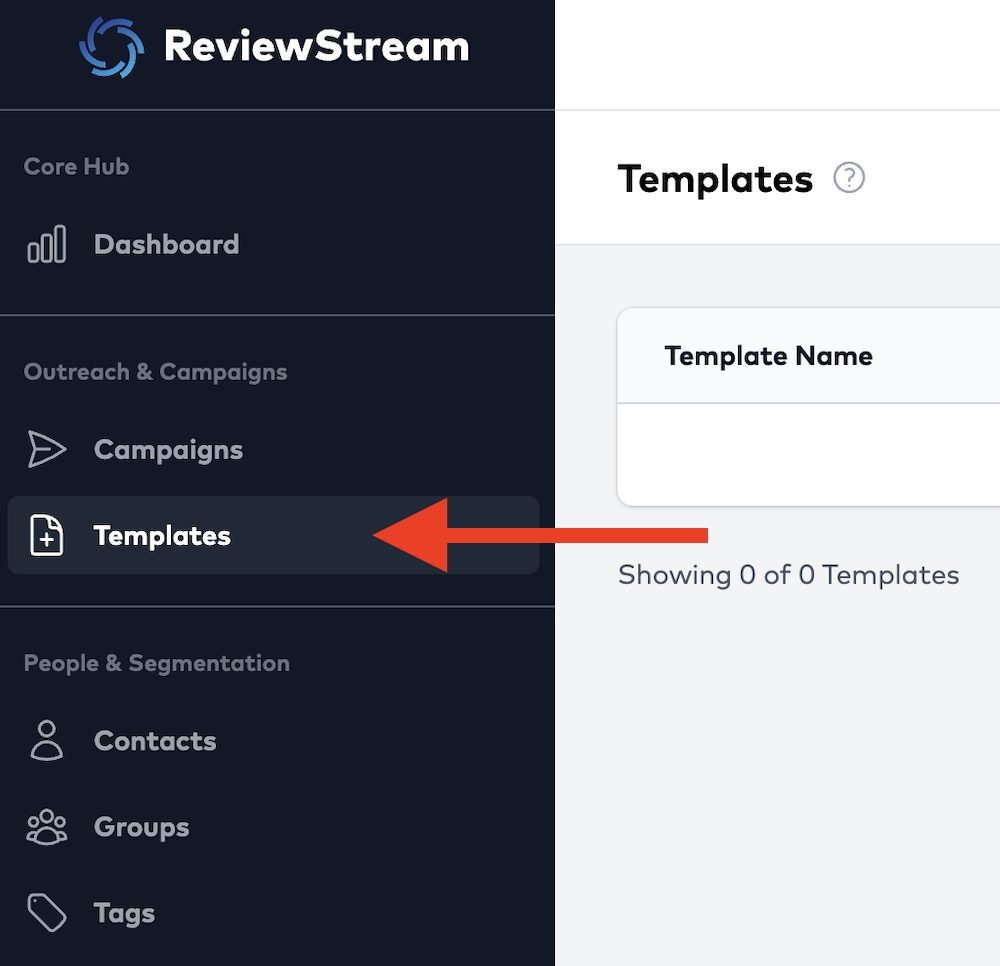 ReviewStream
Core Hub
Dashboard
Outreach & Campaigns
Campaigns
Templates
People & Segmentation
Contacts
Groups
Tags
Templates ?
Template Name
Showing 0 of 0 Templates